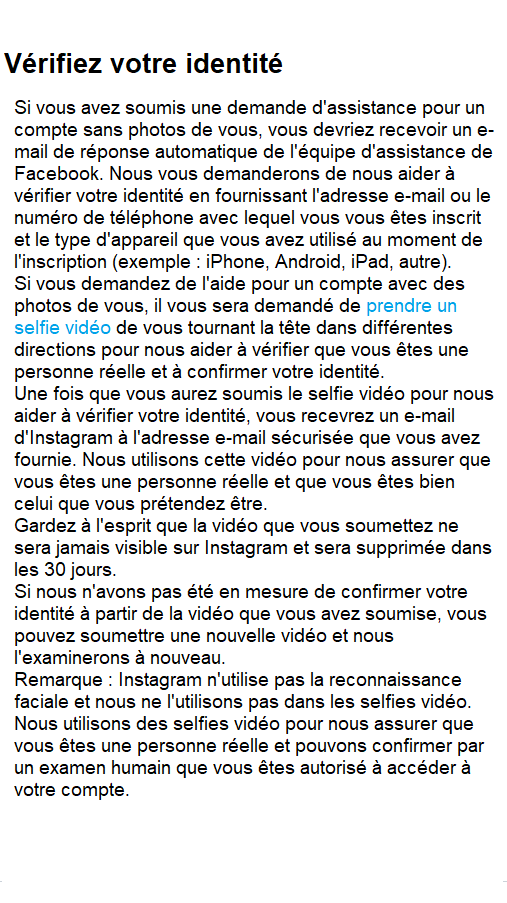 Vérifiez votre identité
Si vous avez soumis une demande d'assistance pour un
compte sans photos de vous, vous devriez recevoir un e-
mail de réponse automatique de l'équipe d'assistance de
Facebook. Nous vous demanderons de nous aider à
vérifier votre identité en fournissant l'adresse e-mail ou le
numéro de téléphone avec lequel vous vous êtes inscrit
et le type d'appareil que vous avez utilisé au moment de
l'inscription (exemple : iPhone, Android, iPad, autre).
Si vous demandez de l'aide pour un compte avec des
photos de vous, il vous sera demandé de prendre un
selfie vidéo de vous tournant la tête dans différentes
directions pour nous aider à vérifier que vous êtes une
personne réelle et à confirmer votre identité.
Une fois que vous aurez soumis le selfie vidéo pour nous
aider à vérifier votre identité, vous recevrez un e-mail
d'Instagram à l'adresse e-mail sécurisée que vous avez
fournie. Nous utilisons cette vidéo pour nous assurer que
vous êtes une personne réelle et que vous êtes bien
celui que vous prétendez être.
Gardez à l'esprit que la vidéo que vous soumettez ne
sera jamais visible sur Instagram et sera supprimée dans
les 30 jours.
Si nous n'avons pas été en mesure de confirmer votre
identité à partir de la vidéo que vous avez soumise, vous
pouvez soumettre une nouvelle vidéo et nous
l'examinerons à nouveau.
Remarque : Instagram n'utilise pas la reconnaissance
faciale et nous ne l'utilisons pas dans les selfies vidéo.
Nous utilisons des selfies vidéo pour nous assurer que
vous êtes une personne réelle et pouvons confirmer par
un examen humain que vous êtes autorisé à accéder à
votre compte.